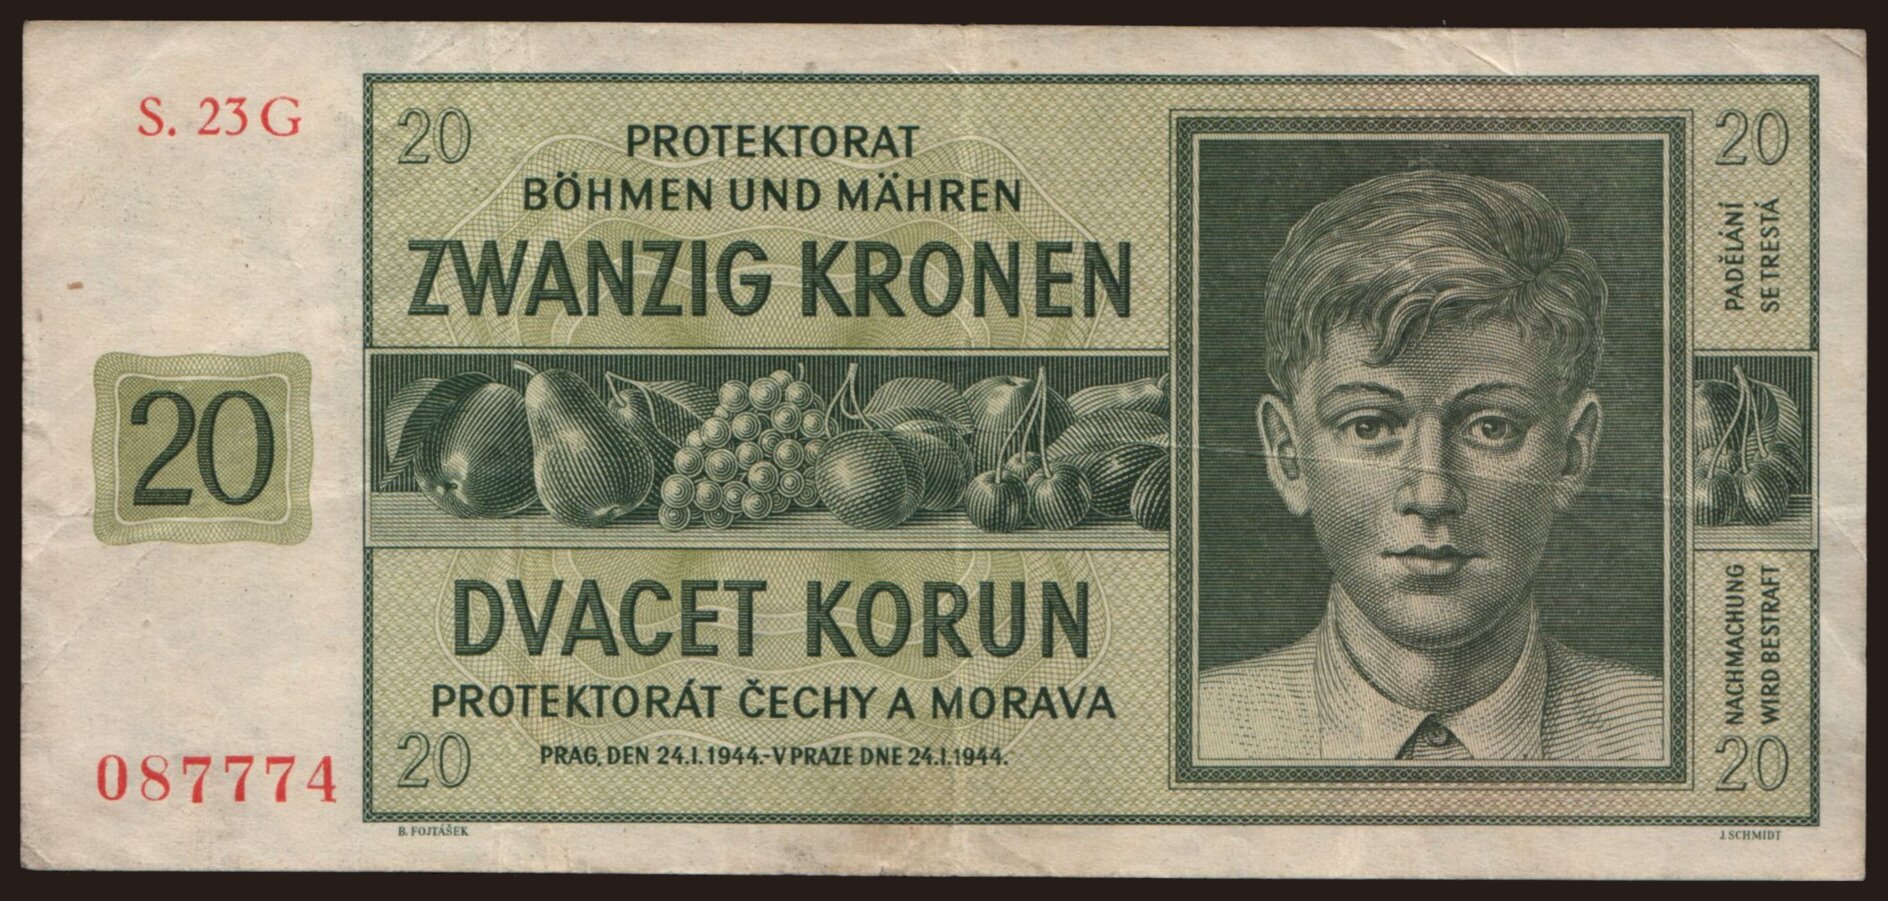 S. 23 G
20
20
PROTEKTORAT
BÖHMEN UND MÄHREN
ZWANZIG KRONEN
20
PADĚLÁNÍ
SE TRESTÁ
20
DVACET KORUN
PROTEKTORÁT ČECHY A MORAVA
PRAG, DEN 24.I.1944.-V PRAZE DNE 24.I.1944.
NACHMACHUNG
WIRD BESTRAFT
20
20
087774
B. FOJTÁŠEK
J. SCHMIDT